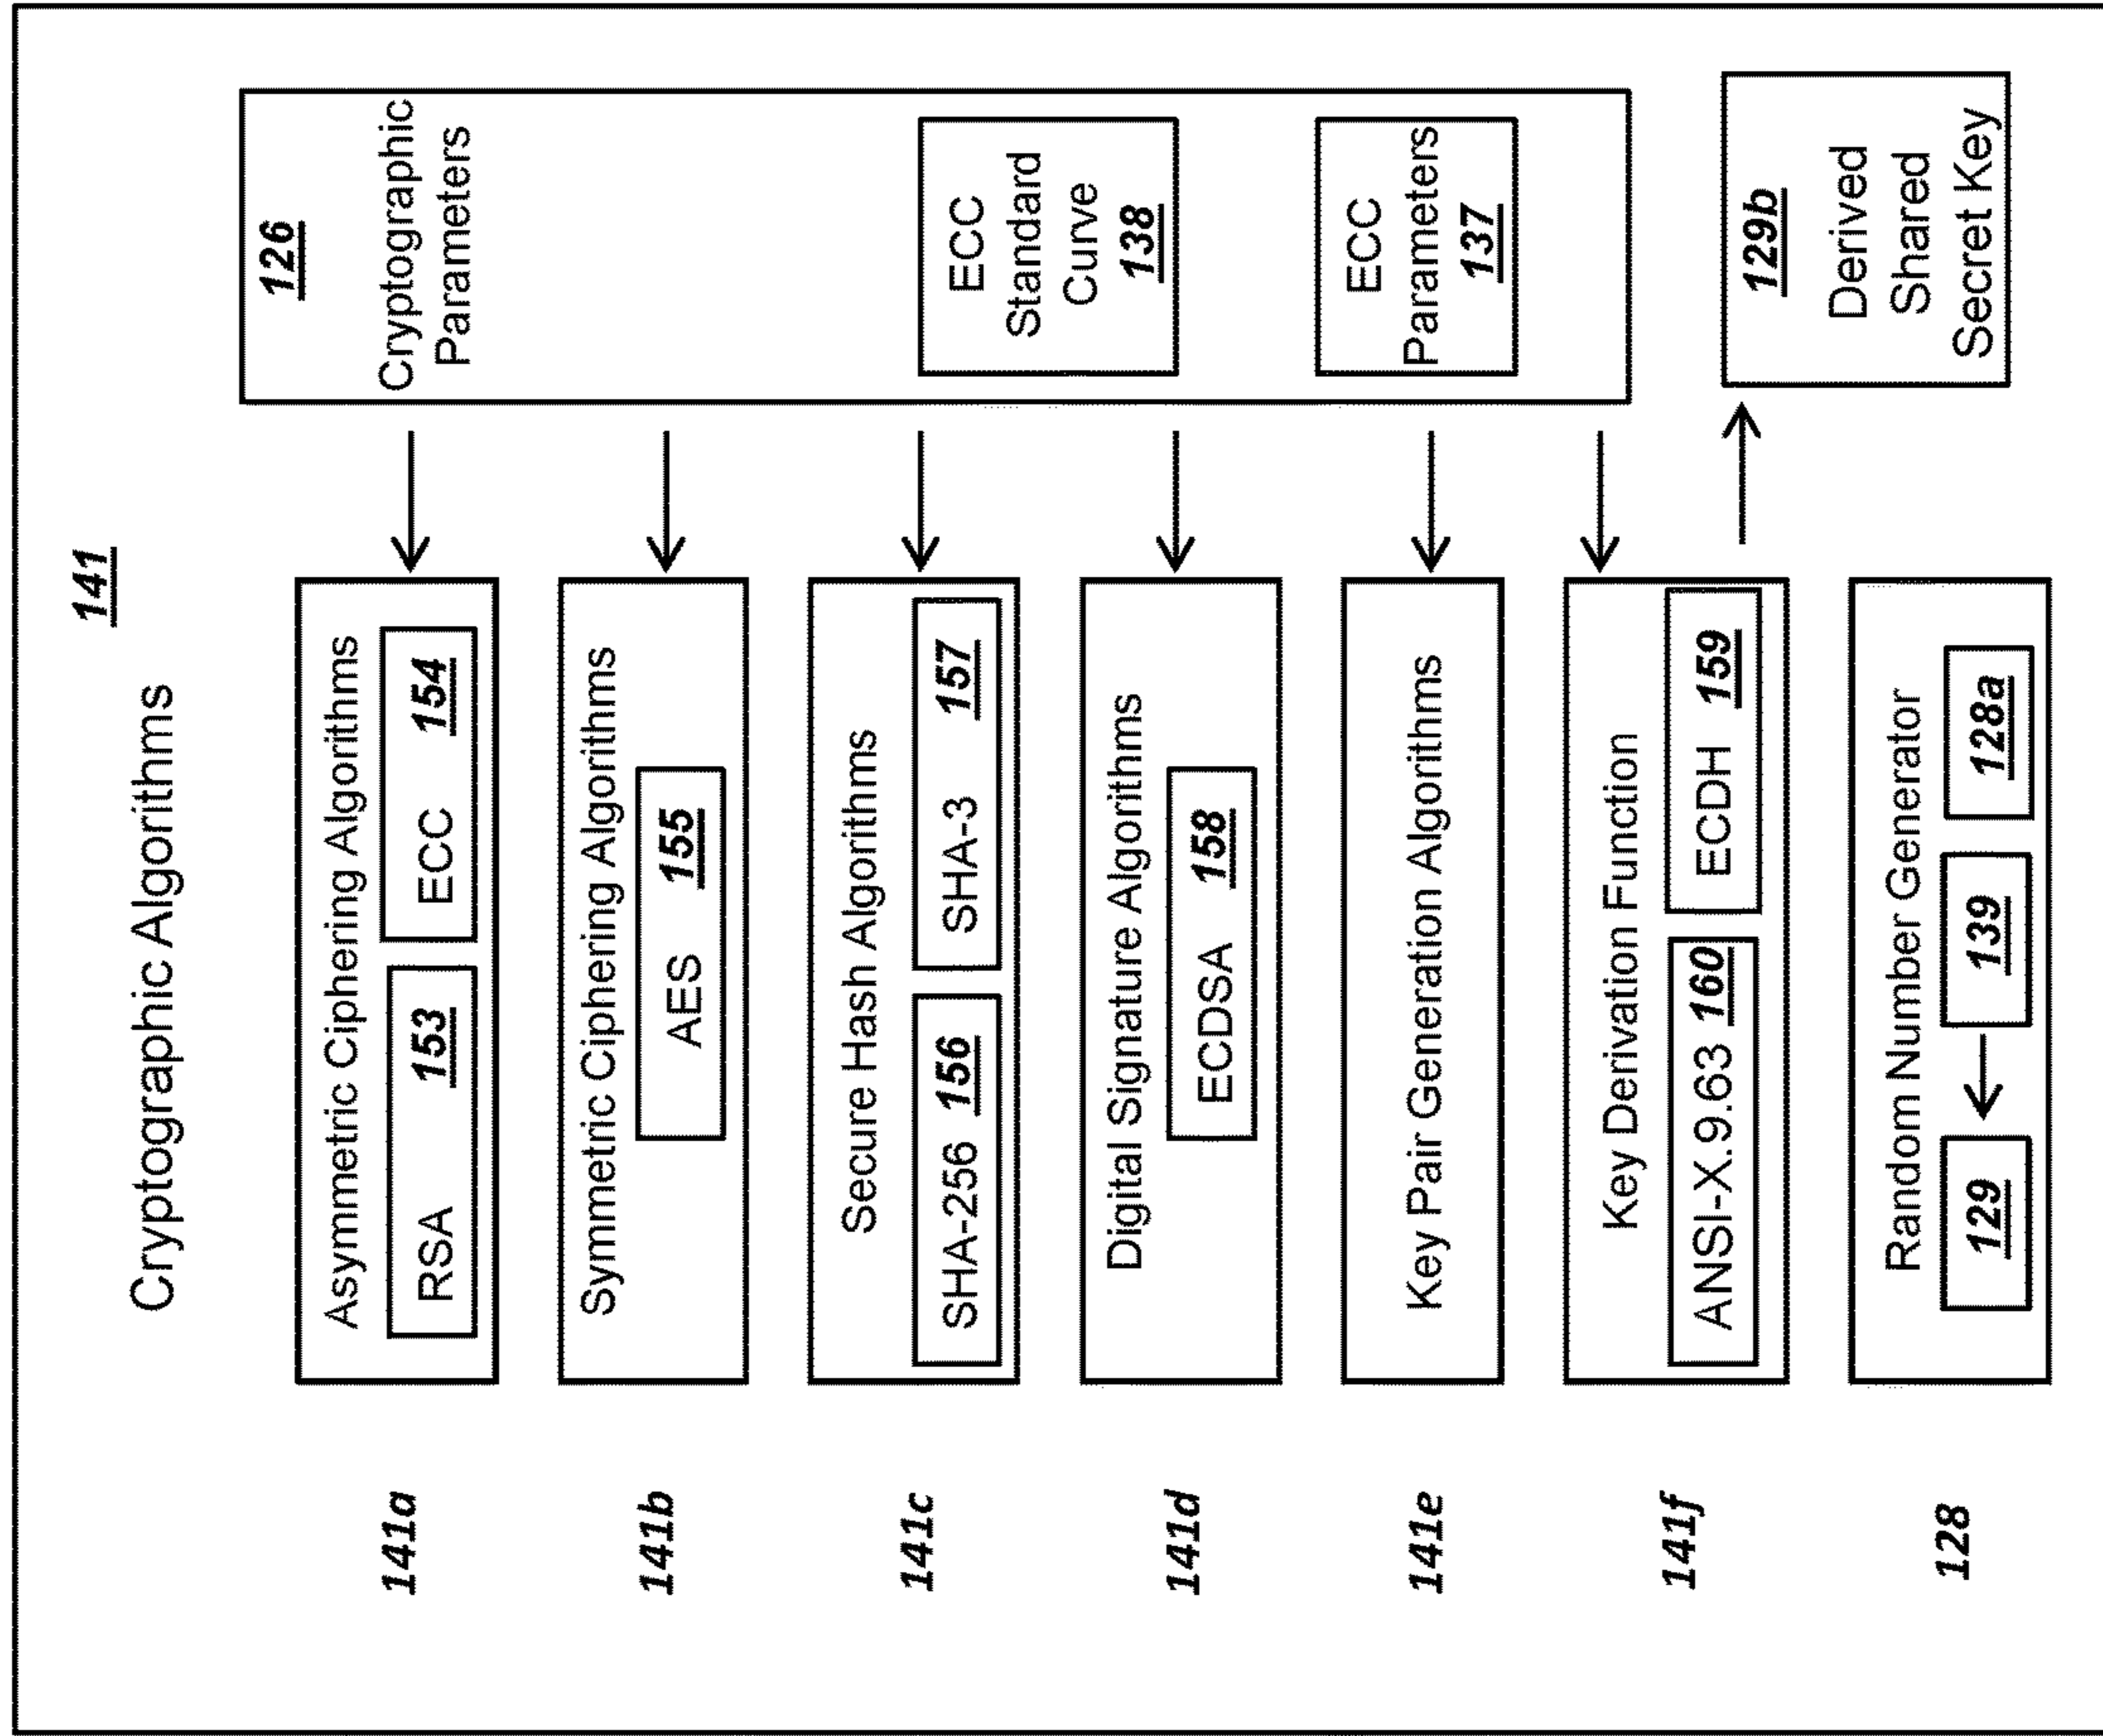 141
Cryptographic Algorithms
141a
Asymmetric Ciphering Algorithms
RSA 153
ECC 154
141b
Symmetric Ciphering Algorithms
AES 155
141c
Secure Hash Algorithms
SHA-256 156
SHA-3 157
141d
Digital Signature Algorithms
ECDSA 158
141e
Key Pair Generation Algorithms
141f
Key Derivation Function
ANSI-X.9.63 160
ECDH 159
128
Random Number Generator
129
139
128a
126
Cryptographic
Parameters
ECC
Standard
Curve
138
ECC
Parameters
137
129b
Derived
Shared
Secret Key